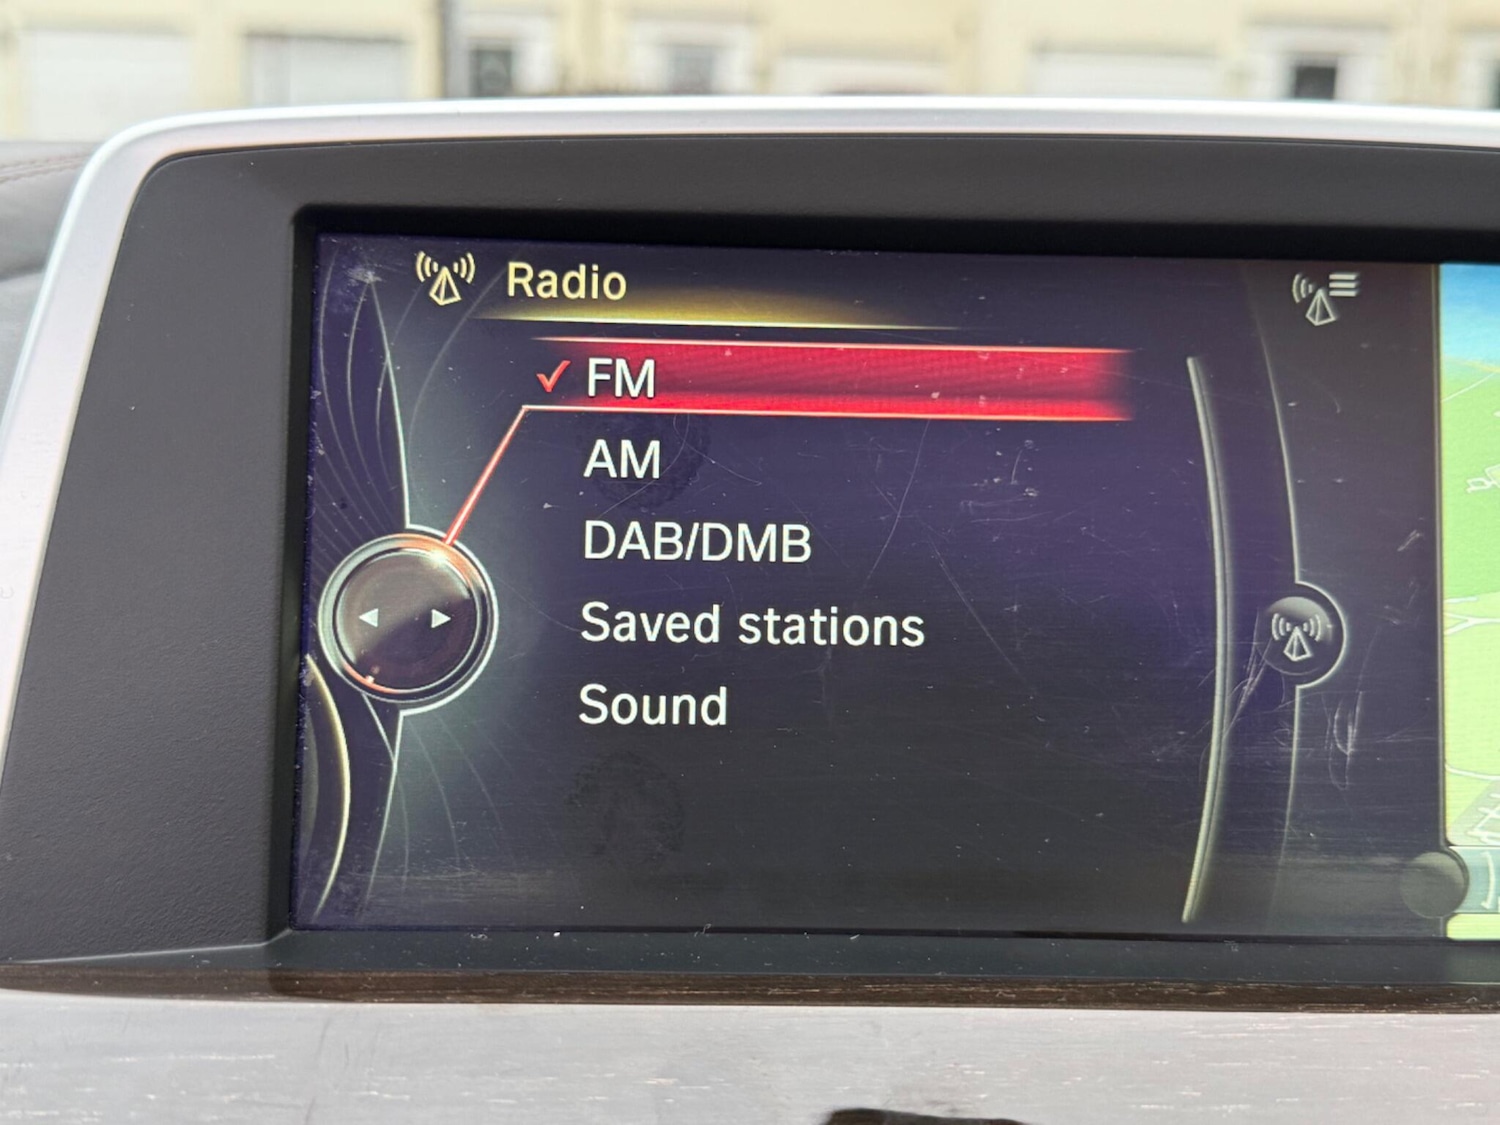 Radio
FM
AM
DAB/DMB
Saved stations
Sound